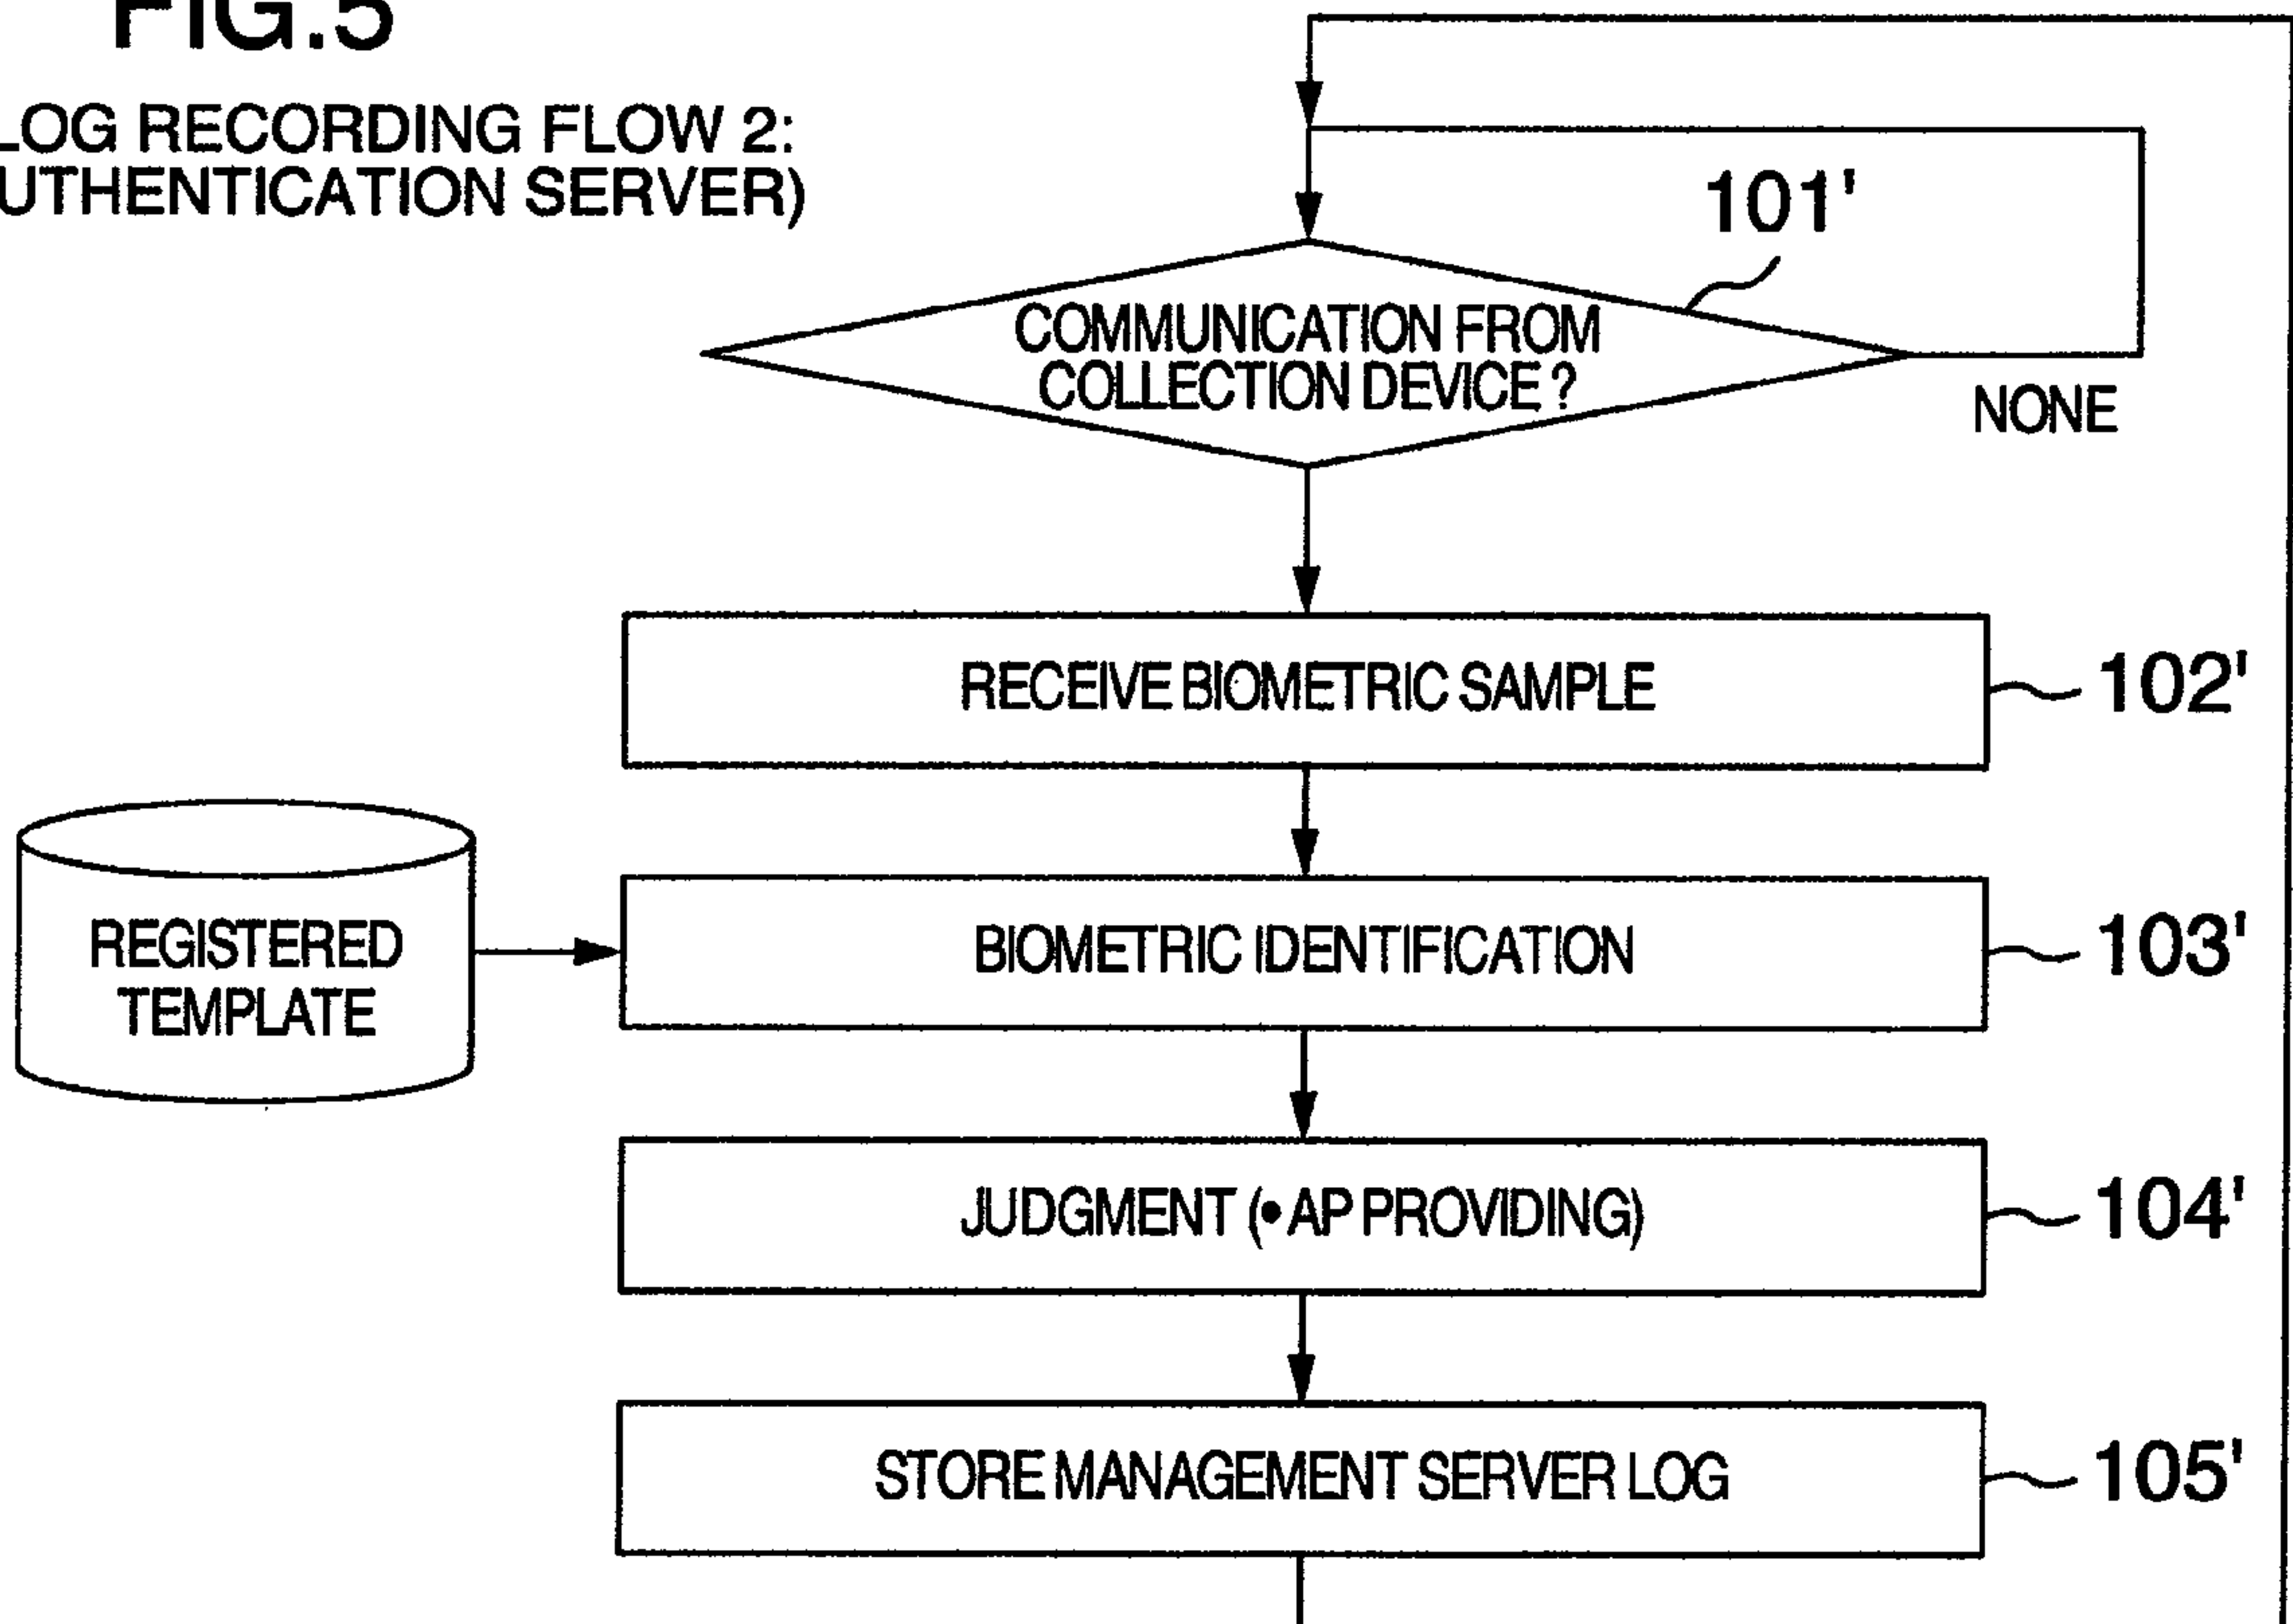 FIG.5
LOG RECORDING FLOW 2:
UTHENTICATION SERVER)
101'
COMMUNICATION FROM
COLLECTION DEVICE ?
NONE
RECEIVE BIOMETRIC SAMPLE
102'
REGISTERED
TEMPLATE
BIOMETRIC IDENTIFICATION
103'
JUDGMENT (• AP PROVIDING)
104'
STORE MANAGEMENT SERVER LOG
105'